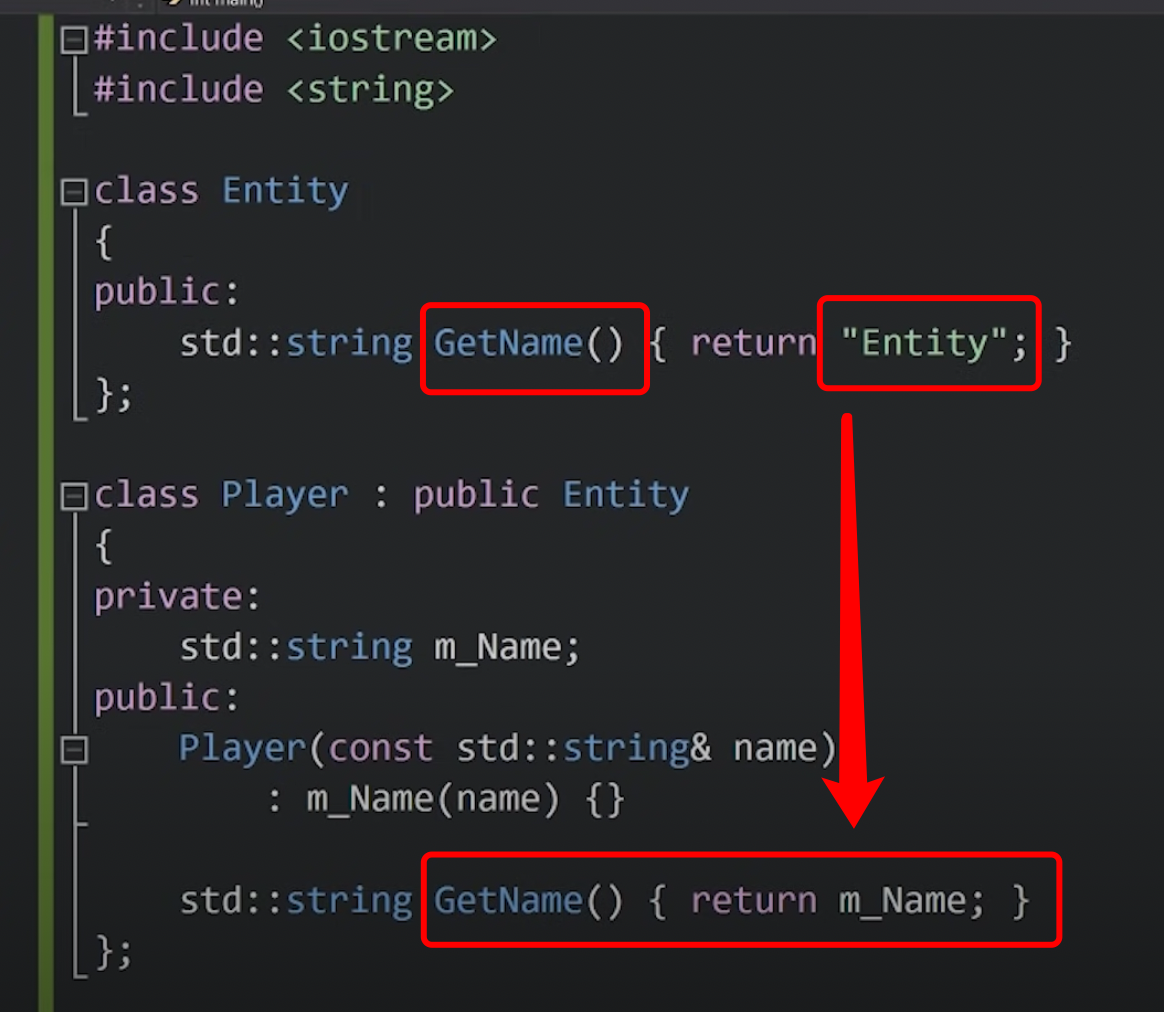 int main()
#include <iostream>
#include <string>
class Entity
{
public:
std::string GetName() { return "Entity"; }
};
class Player : public Entity
{
private:
std::string m_Name;
public:
Player(const std::string& name)
: m_Name(name) {}
std::string GetName() { return m_Name; }
};